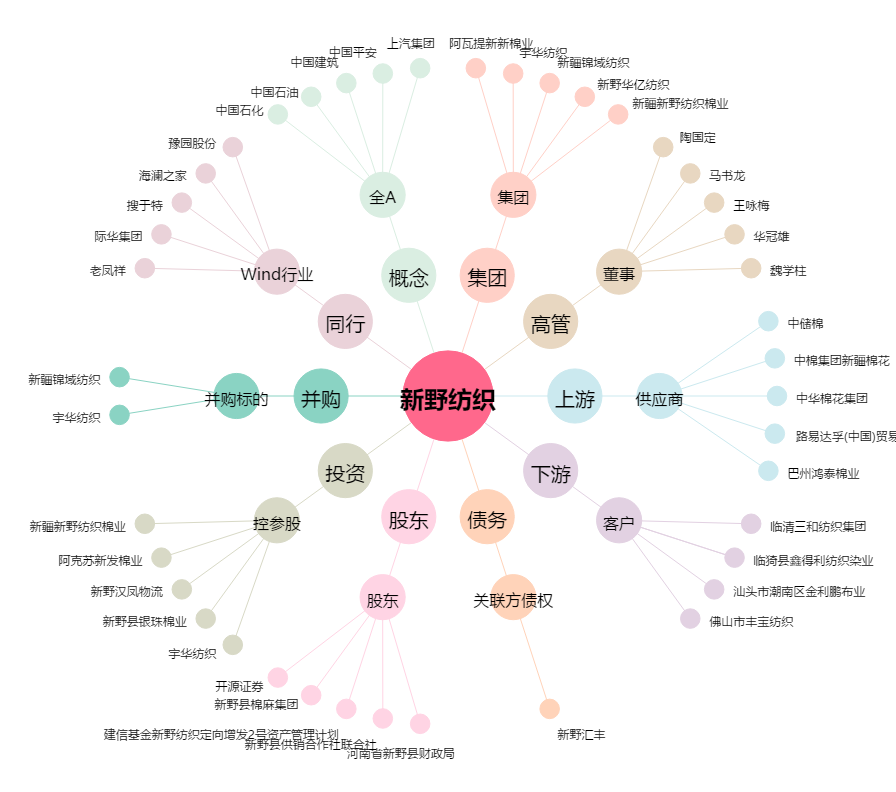 上汽集团
中国平安
中国建筑
中国石油
中国石化
全A
概念
阿瓦提新新棉业
宇华纺织
新疆锦域纺织
新野华亿纺织
新疆新野纺织棉业
集团
集团
豫园股份
海澜之家
搜于特
际华集团
老凤祥
Wind行业
同行
陶国定
马书龙
王咏梅
华冠雄
魏学柱
董事
高管
新疆锦域纺织
宇华纺织
并购标的
并购
新野纺织
上游
供应商
中储棉
中棉集团新疆棉花
中华棉花集团
路易达孚(中国)贸易
巴州鸿泰棉业
投资
控参股
新疆新野纺织棉业
阿克苏新发棉业
新野汉凤物流
新野县银珠棉业
宇华纺织
下游
客户
临清三和纺织集团
临猗县鑫得利纺织染业
汕头市潮南区金利鹏布业
佛山市丰宝纺织
股东
股东
开源证券
新野县棉麻集团
建信基金新野纺织定向增发2号资产管理计划
新野县供销合作社联合社
河南省新野县财政局
债务
关联方债权
新野汇丰